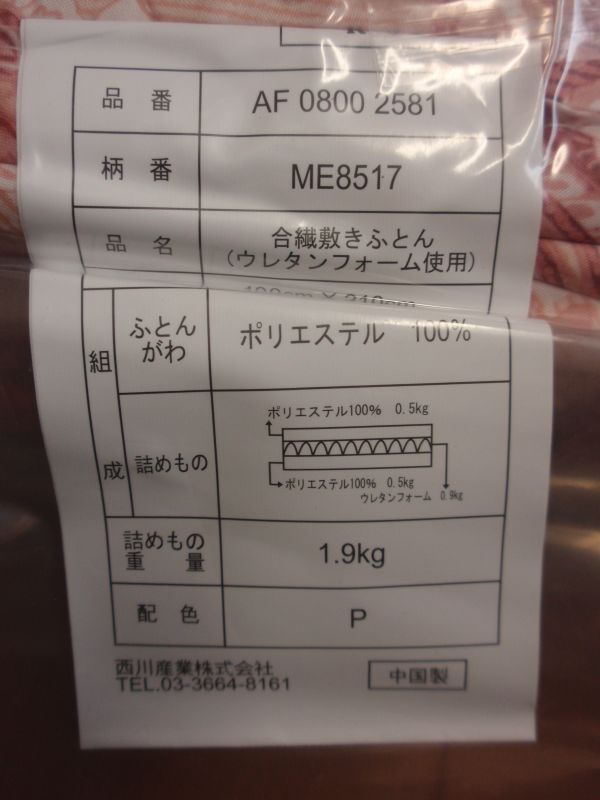 品番 AF 0800 2581
柄番 ME8517
品名 合繊敷きふとん
(ウレタンフォーム使用)
組成
ふとん
がわ
ポリエステル 100%
詰めもの
ポリエステル100% 0.5kg
ポリエステル100% 0.5kg
ウレタンフォーム 0.9kg
詰めもの
重量
1.9kg
配色 P
西川産業株式会社
TEL.03-3664-8161
中国製